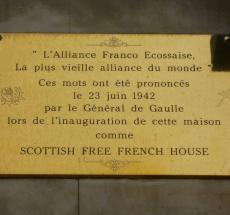 " L'Alliance Franco Ecossaise,
La plus vieille alliance du monde "
Ces mots ont été prononcés
le 23 juin 1942
par le Général de Gaulle
lors de l'inauguration de cette maison
comme
SCOTTISH FREE FRENCH HOUSE